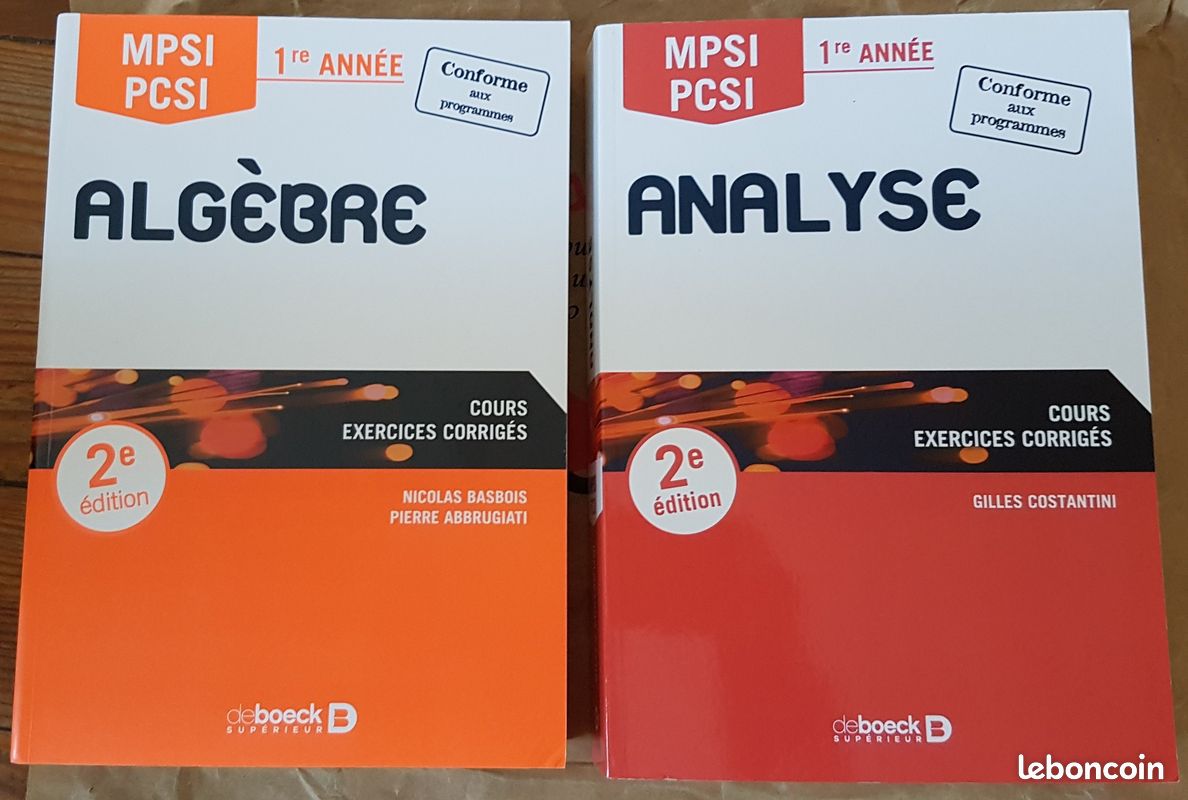 MPSI
PCSI
1re ANNÉE
Conforme
aux
programmes
ALGÈBRE
COURS
EXERCICES CORRIGÉS
2e
édition
NICOLAS BASBOIS
PIERRE ABBRUGIATI
deboeck B
SUPÉRIEUR
MPSI
PCSI
1re ANNÉE
Conforme
aux
programmes
ANALYSE
COURS
EXERCICES CORRIGÉS
2e
édition
GILLES COSTANTINI
deboeck B
SUPÉRIEUR
leboncoin